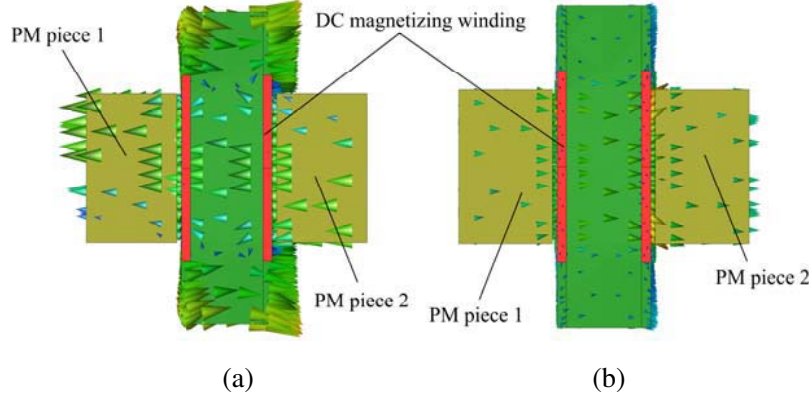 PM piece 1
DC magnetizing winding
PM piece 2
PM piece 1
PM piece 2
(a)
(b)